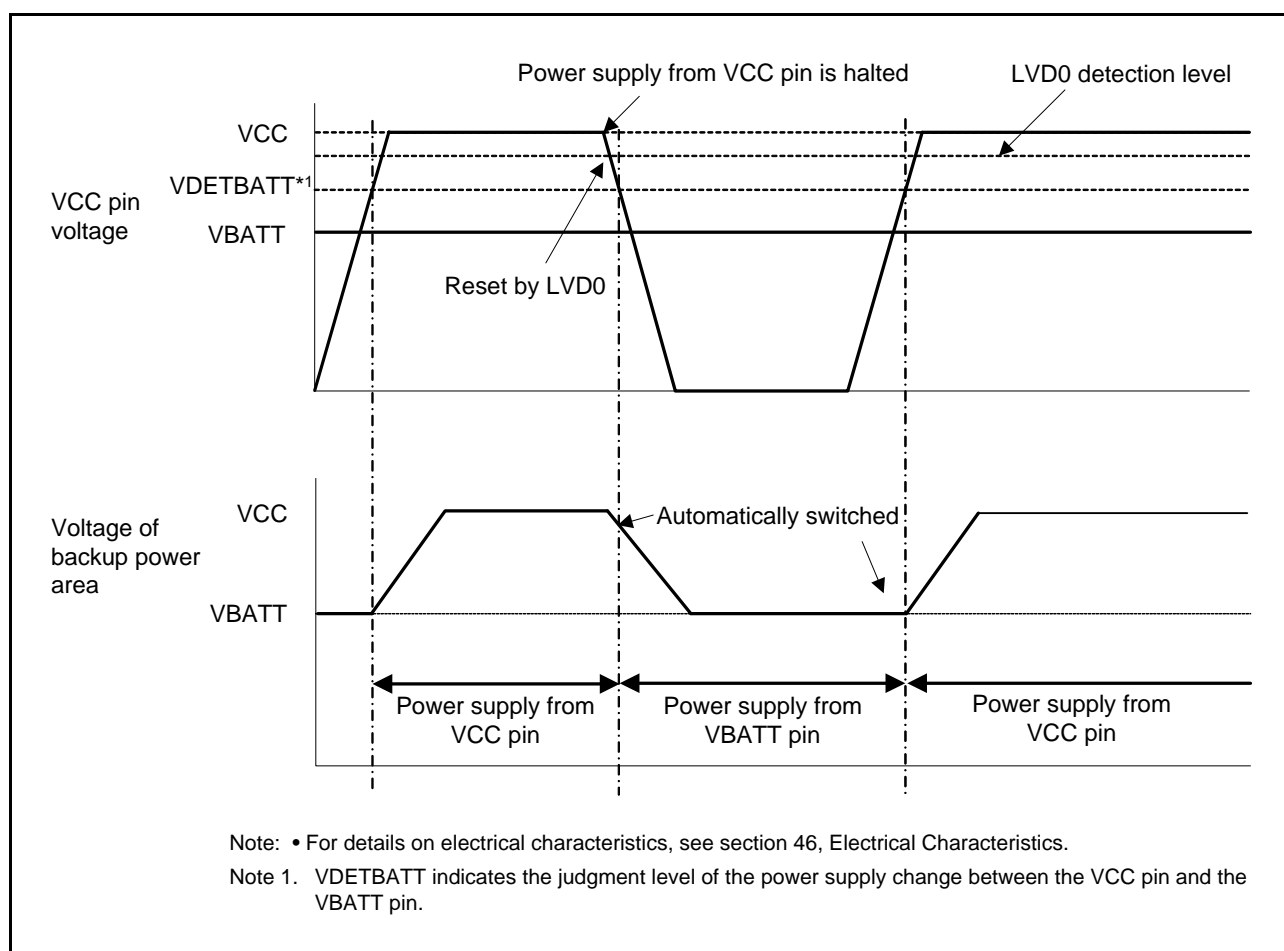 Power supply from VCC pin is halted
LVD0 detection level
VCC
VDETBATT*1
VCC pin
voltage
VBATT
Reset by LVD0
Voltage of
backup power
area
VCC
Automatically switched
VBATT
Power supply from
VCC pin
Power supply from
VBATT pin
Power supply from
VCC pin
Note: • For details on electrical characteristics, see section 46, Electrical Characteristics.
Note 1. VDETBATT indicates the judgment level of the power supply change between the VCC pin and the
VBATT pin.